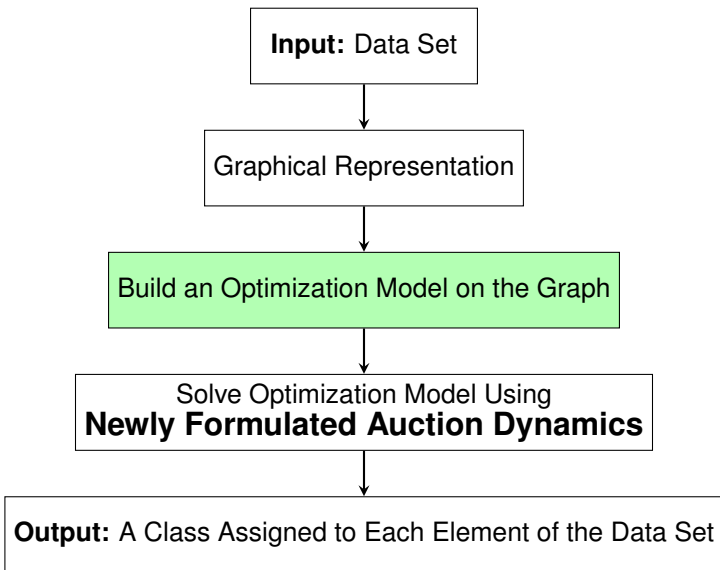 Input: Data Set
Graphical Representation
Build an Optimization Model on the Graph
Solve Optimization Model Using
Newly Formulated Auction Dynamics
Output: A Class Assigned to Each Element of the Data Set